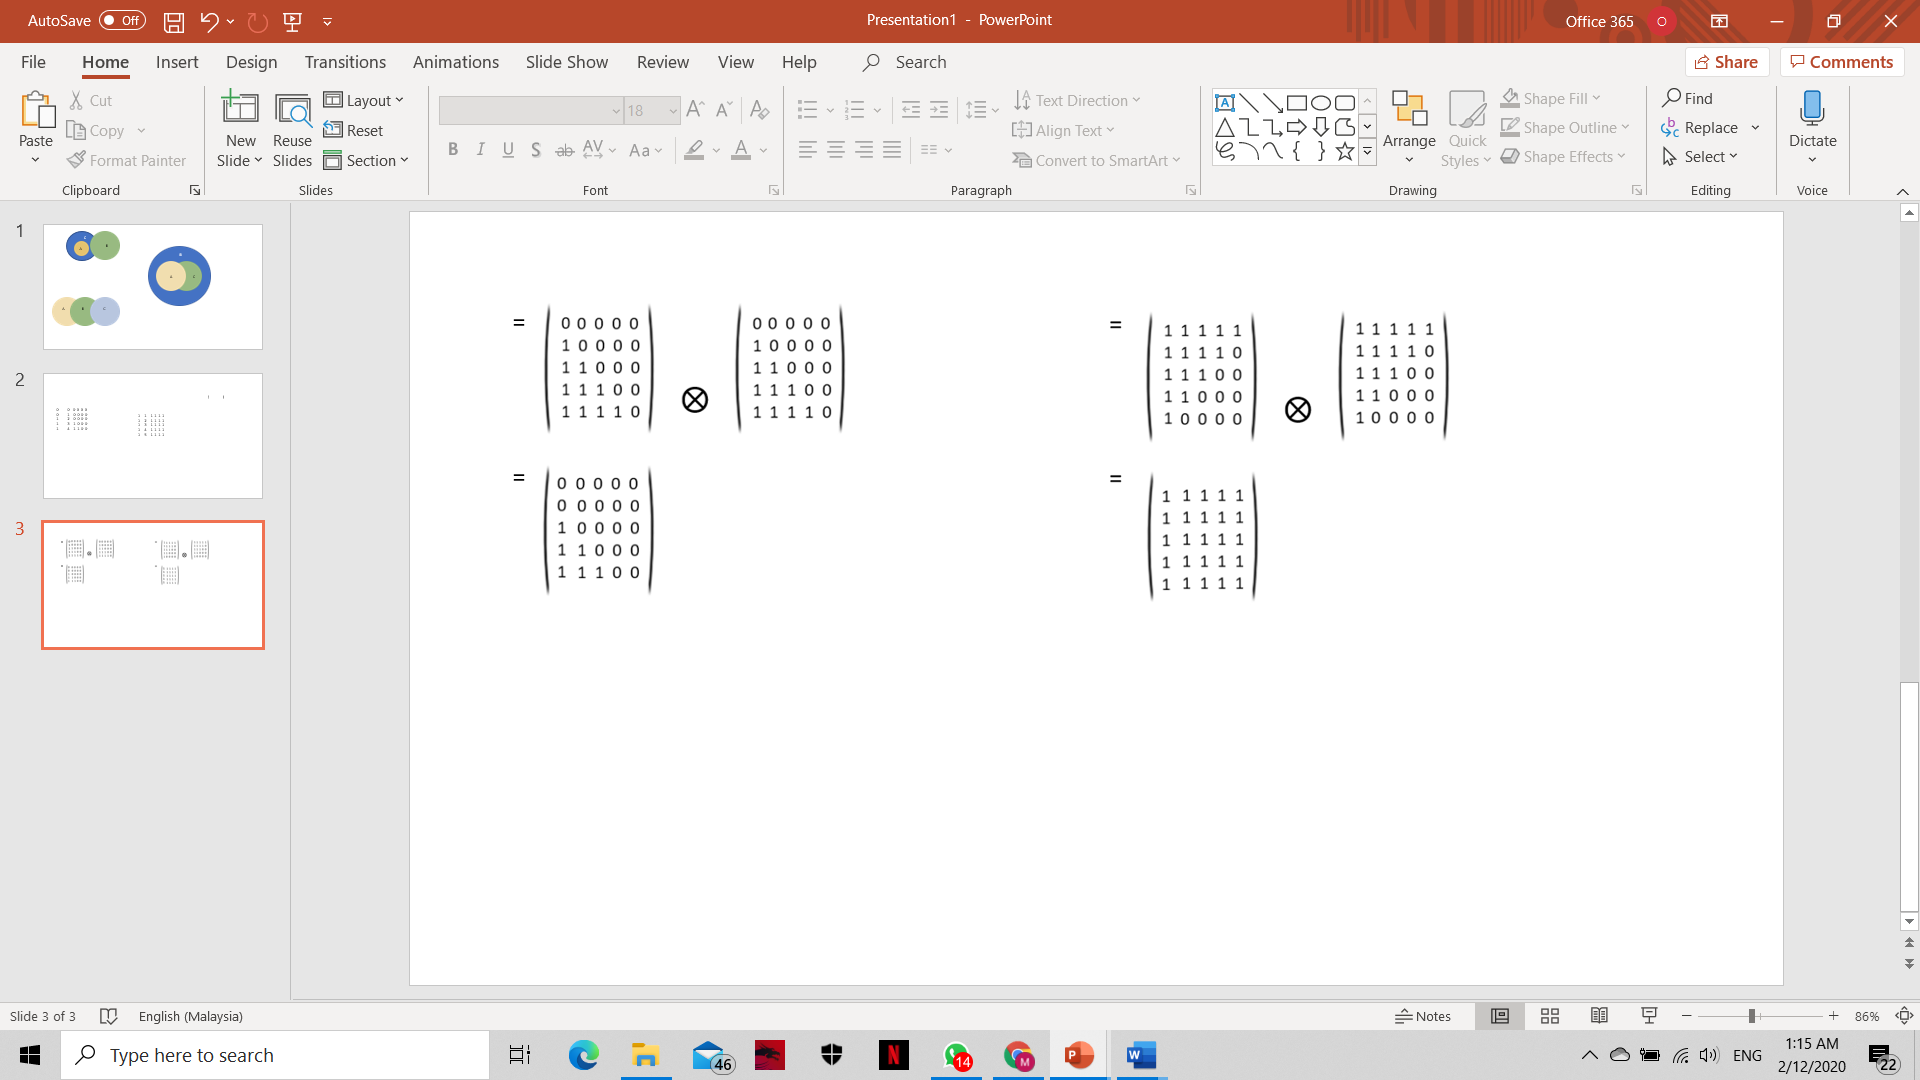 AutoSave Off Presentation1 - PowerPoint Office 365 O
File Home Insert Design Transitions Animations Slide Show Review View Help Search Share Comments
Paste Cut Copy Format Painter Clipboard
New Slide Reuse Slides Layout Reset Section Slides
18 B I U S ab AV Aa A Font
Text Direction Align Text Convert to SmartArt Paragraph
Arrange Quick Styles Shape Fill Shape Outline Shape Effects Drawing
Find Replace Select Editing
Dictate Voice
1
2
3
= 0 0 0 0 0
1 0 0 0 0
1 1 0 0 0
1 1 1 0 0
1 1 1 1 0
⊗
0 0 0 0 0
1 0 0 0 0
1 1 0 0 0
1 1 1 0 0
1 1 1 1 0
= 0 0 0 0 0
0 0 0 0 0
1 0 0 0 0
1 1 0 0 0
1 1 1 0 0
= 1 1 1 1 1
1 1 1 1 0
1 1 1 0 0
1 1 0 0 0
1 0 0 0 0
⊗
1 1 1 1 1
1 1 1 1 0
1 1 1 0 0
1 1 0 0 0
1 0 0 0 0
= 1 1 1 1 1
1 1 1 1 1
1 1 1 1 1
1 1 1 1 1
1 1 1 1 1
Slide 3 of 3 English (Malaysia) Notes 86%
Type here to search 46 N 14 M P W ENG 1:15 AM 22
2/12/2020